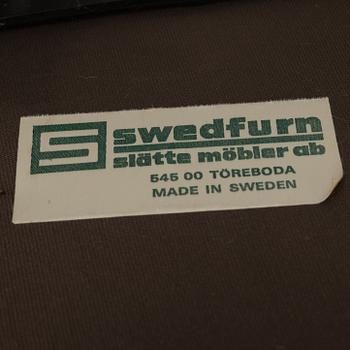 swedfurn
slätte möbler ab
545 00 TÖREBODA
MADE IN SWEDEN